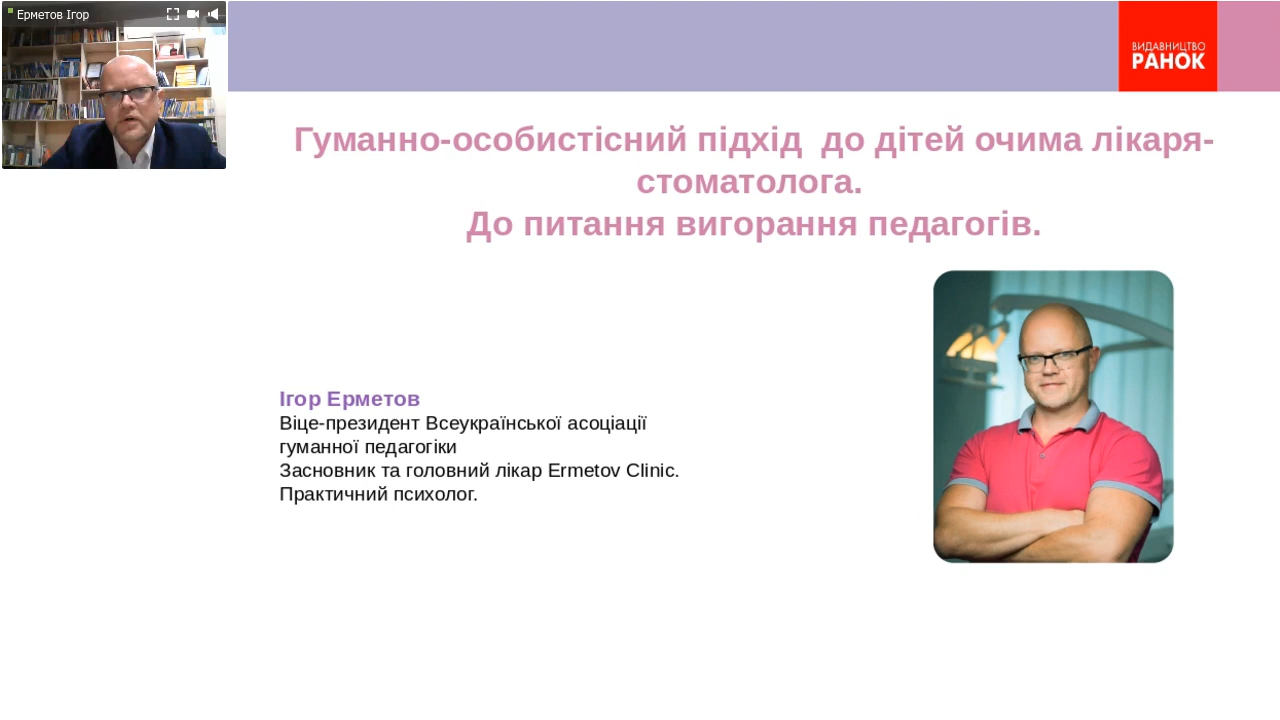 Ерметов Ігор
ВИДАВНИЦТВО
РАНОК
Гуманно-особистісний підхід  до дітей очима лікаря-
стоматолога.
До питання вигорання педагогів.
Ігор Ерметов
Віце-президент Всеукраїнської асоціації
гуманної педагогіки
Засновник та головний лікар Ermetov Clinic.
Практичний психолог.